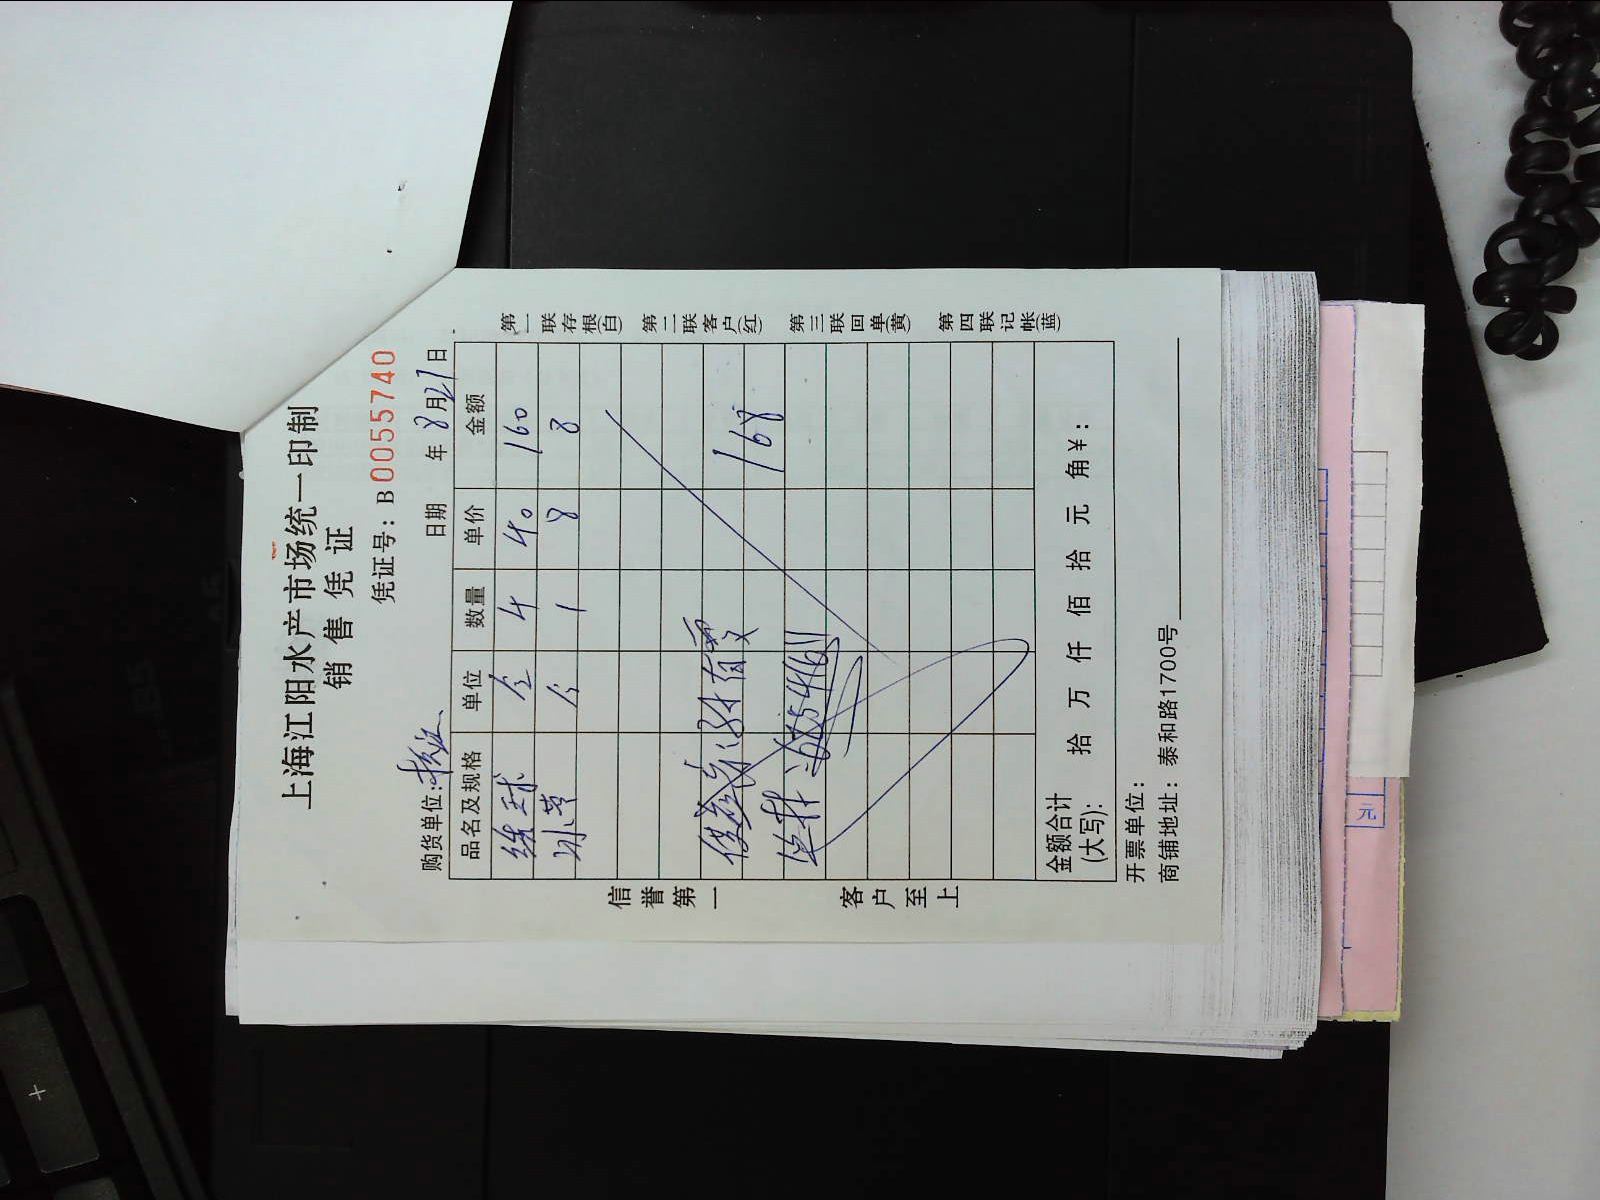 上海江阳水产市场统一印制
销售凭证
凭证号：B 00555740
购货单位:
日期 年 8月27日
品名及规格 单位 数量 单价 金额
4 40 160
冰 1 8 8
168
金额合计(大写): 拾 万 仟 佰 拾 元 角 ¥:
开票单位:
商铺地址: 泰和路1700号
信誉第一 客户至上
第一联存根(白) 第二联客户(红) 第三联回单(黄) 第四联记帐(蓝)
元
+